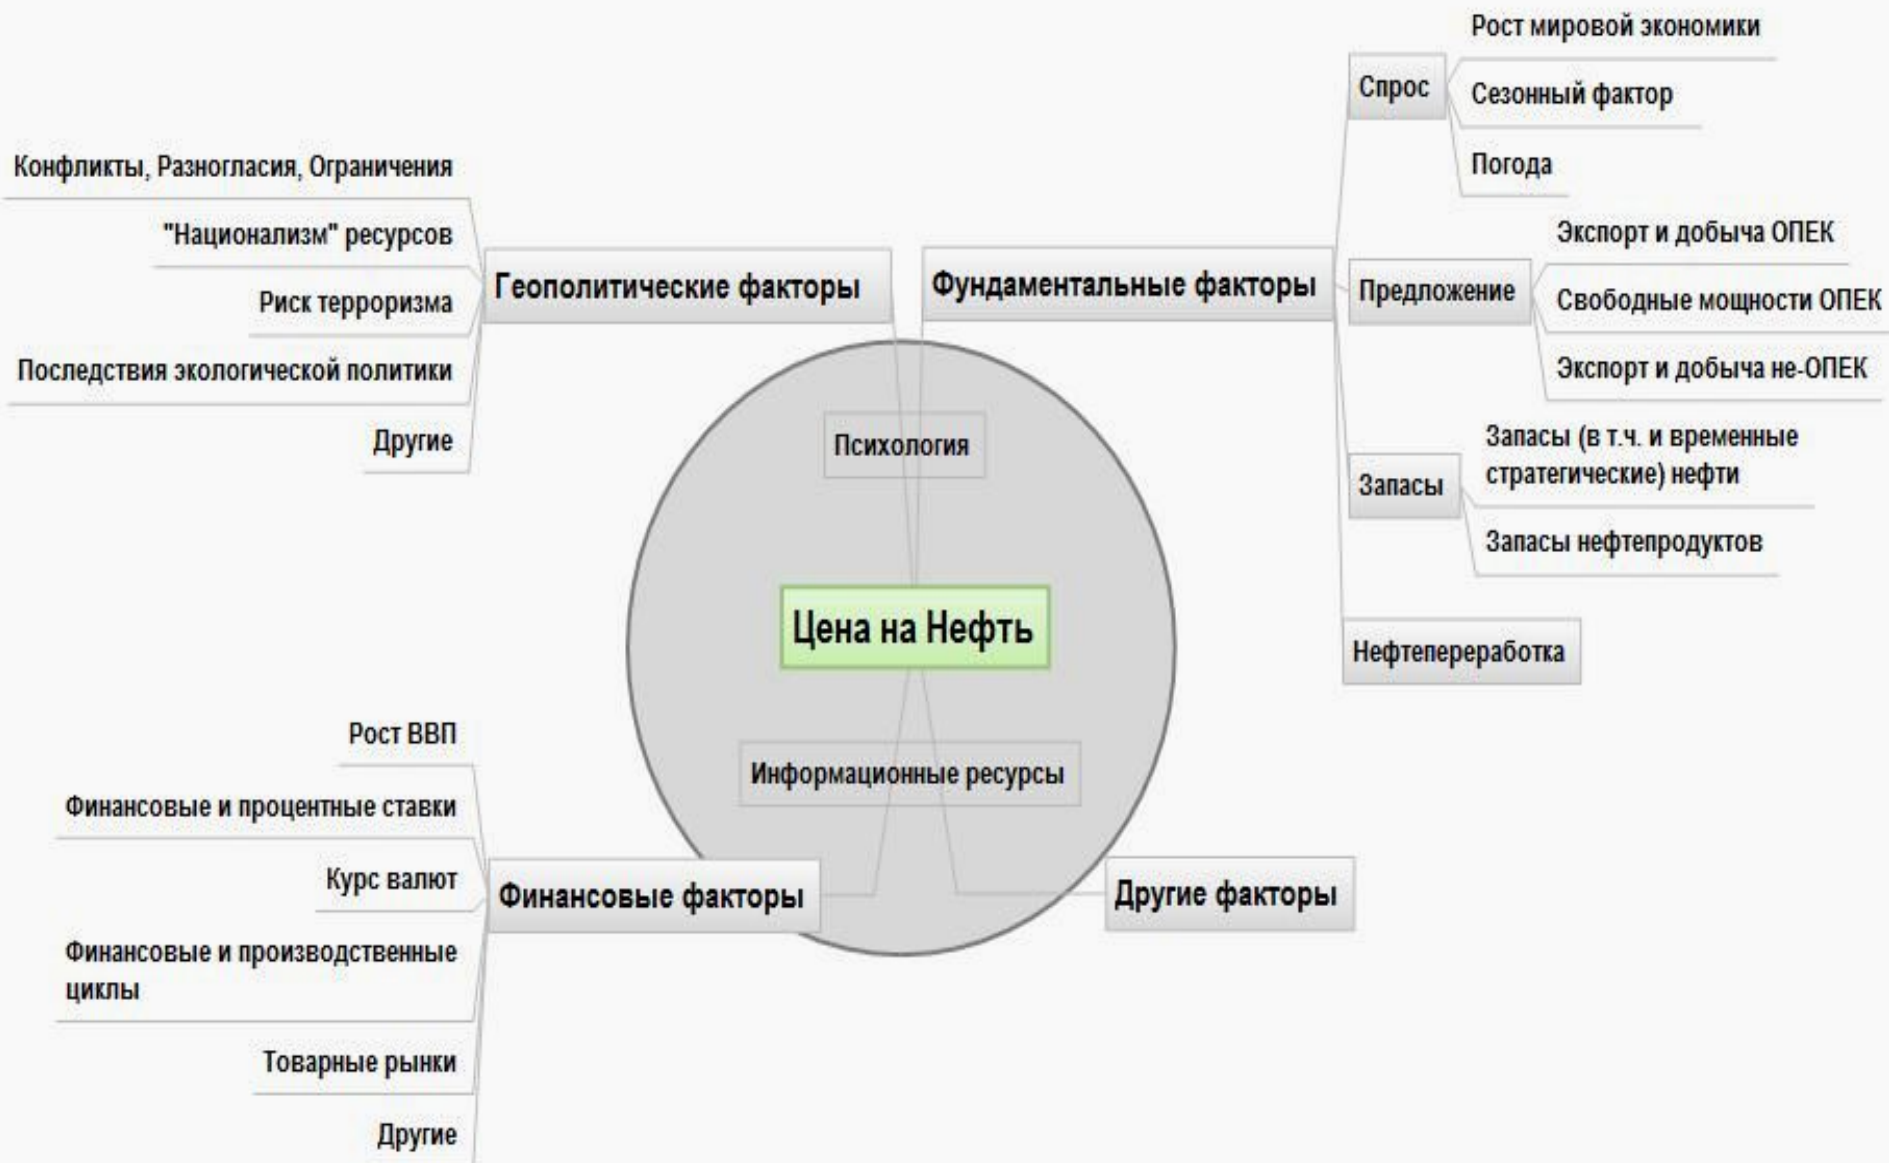 Рост мировой экономики
Спрос
Сезонный фактор
Погода
Конфликты, Разногласия, Ограничения
"Национализм" ресурсов
Риск терроризма
Последствия экологической политики
Другие
Геополитические факторы
Фундаментальные факторы
Предложение
Экспорт и добыча ОПЕК
Свободные мощности ОПЕК
Экспорт и добыча не-ОПЕК
Запасы
Запасы (в т.ч. и временные
стратегические) нефти
Запасы нефтепродуктов
Нефтепереработка
Психология
Цена на Нефть
Информационные ресурсы
Рост ВВП
Финансовые и процентные ставки
Курс валют
Финансовые и производственные
циклы
Товарные рынки
Другие
Финансовые факторы
Другие факторы